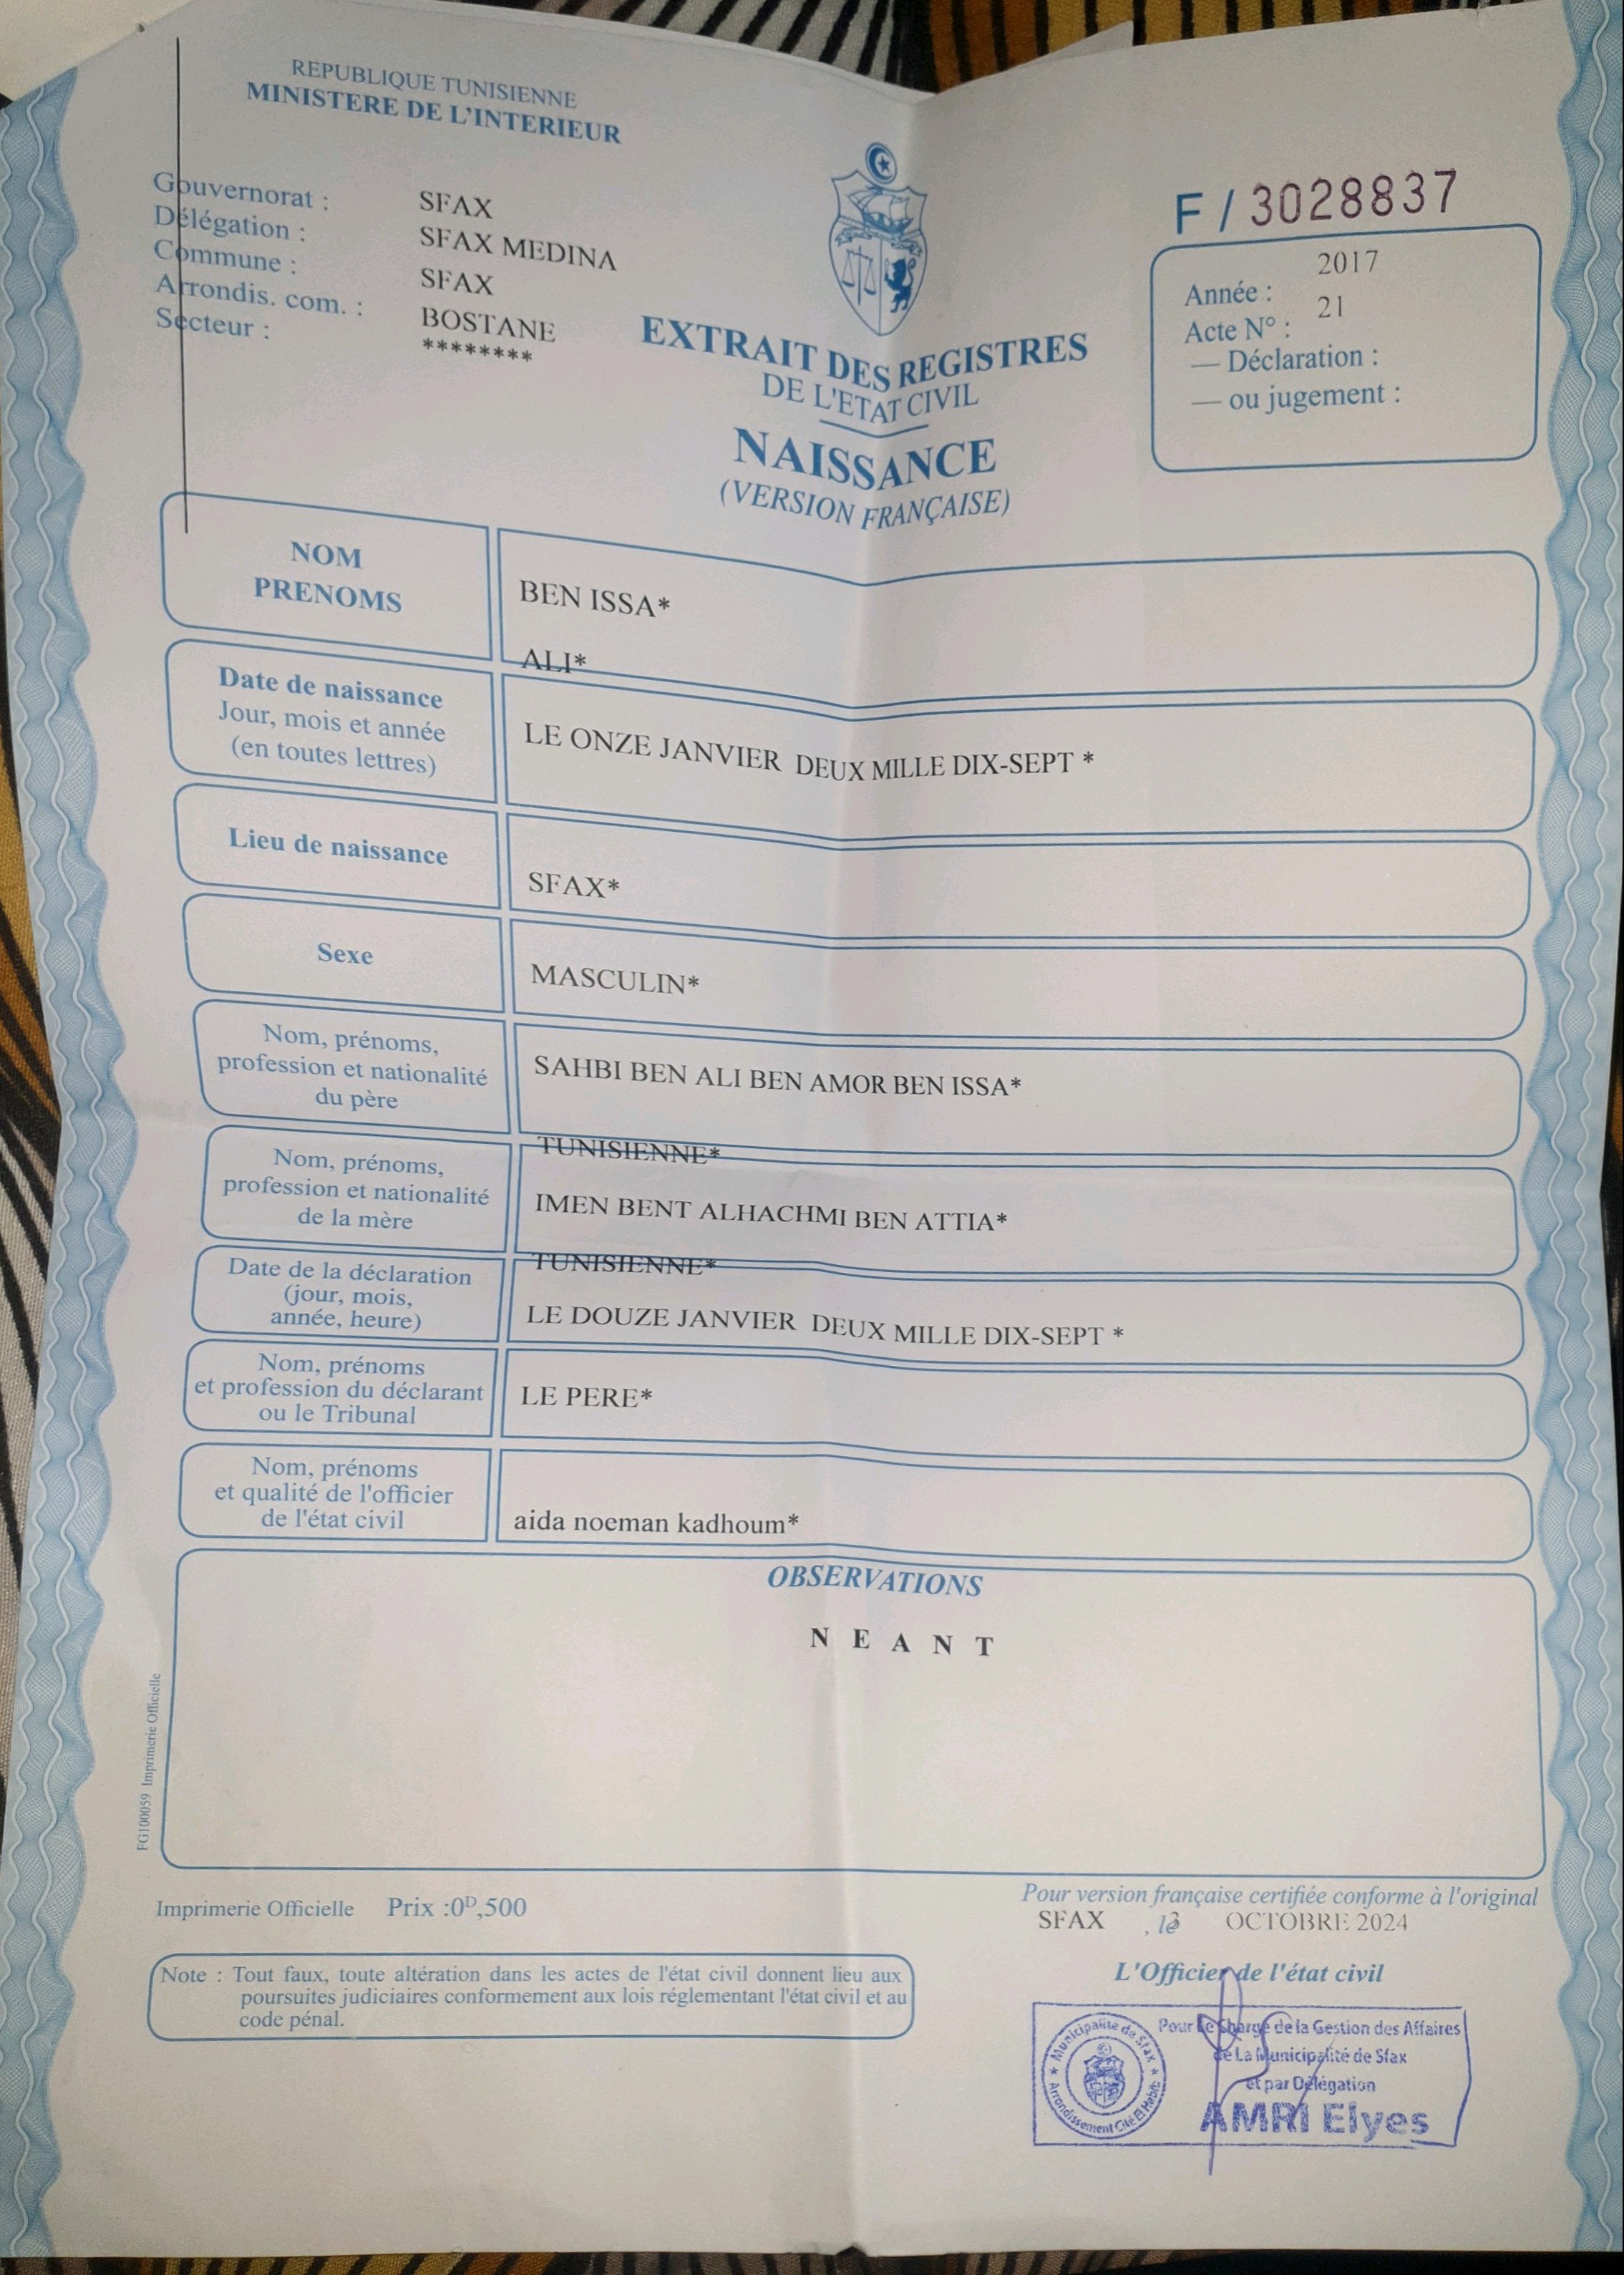 REPUBLIQUE TUNISIENNE
MINISTERE DE L'INTERIEUR
Gouvernorat : SFAX
Délégation : SFAX MEDINA
Commune : SFAX
Arrondis. com. : BOSTANE
Secteur : ********
F / 3028837
Année : 2017
Acte N° : 21
— Déclaration :
— ou jugement :
EXTRAIT DES REGISTRES
DE L'ETAT CIVIL
NAISSANCE
(VERSION FRANÇAISE)
NOM
PRENOMS
BEN ISSA*
ALI*
Date de naissance
Jour, mois et année
(en toutes lettres)
LE ONZE JANVIER DEUX MILLE DIX-SEPT *
Lieu de naissance
SFAX*
Sexe
MASCULIN*
Nom, prénoms,
profession et nationalité
du père
SAHBI BEN ALI BEN AMOR BEN ISSA*
TUNISIENNE*
Nom, prénoms,
profession et nationalité
de la mère
IMEN BENT ALHACHMI BEN ATTIA*
TUNISIENNE*
Date de la déclaration
(jour, mois,
année, heure)
LE DOUZE JANVIER DEUX MILLE DIX-SEPT *
Nom, prénoms
et profession du déclarant
ou le Tribunal
LE PERE*
Nom, prénoms
et qualité de l'officier
de l'état civil
aida noeman kadhoum*
OBSERVATIONS
N E A N T
FG100059 Imprimerie Officielle
Imprimerie Officielle Prix :0D,500
Pour version française certifiée conforme à l'original
SFAX , le OCTOBRE 2024
Note : Tout faux, toute altération dans les actes de l'état civil donnent lieu aux
poursuites judiciaires conformement aux lois réglementant l'état civil et au
code pénal.
L'Officier de l'état civil
Municipalité de Sfax
Arrondissement Cité El Habib
Pour Le Chargé de la Gestion des Affaires
de La Municipalité de Sfax
et par Délégation
AMRI Elyes